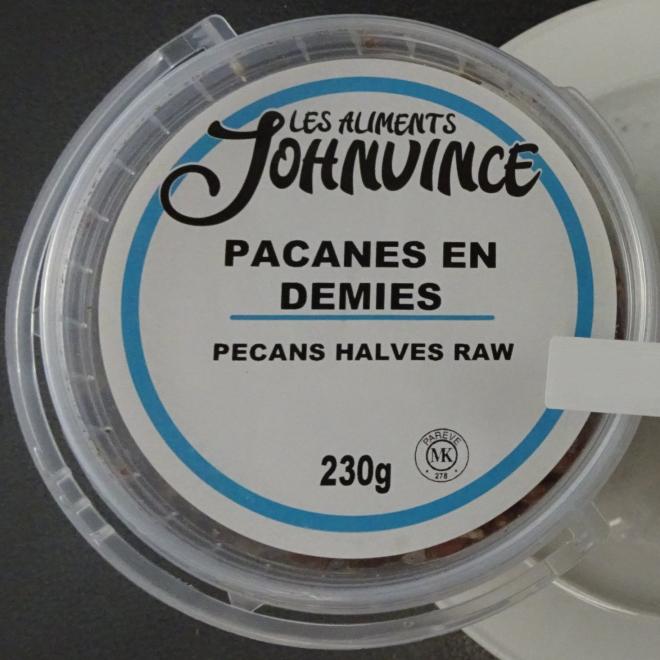 LES ALIMENTS
JOHNVINCE
PACANES EN
DEMIES
PECANS HALVES RAW
230g
PAREVE
MK
278